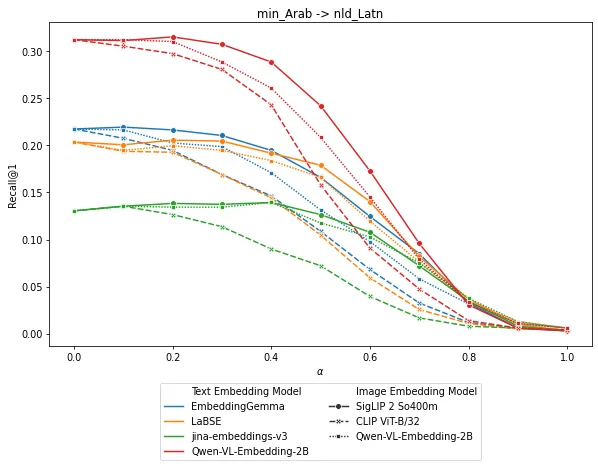 min_Arab -> nld_Latn
Recall@1
0.30
0.25
0.20
0.15
0.10
0.05
0.00
0.0 0.2 0.4 0.6 0.8 1.0
α
Text Embedding Model Image Embedding Model
EmbeddingGemma SigLIP 2 So400m
LaBSE CLIP ViT-B/32
jina-embeddings-v3 Qwen-VL-Embedding-2B
Qwen-VL-Embedding-2B